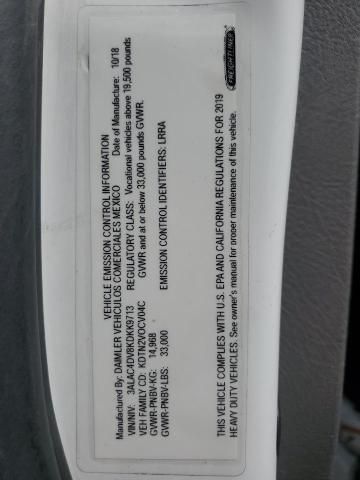 VEHICLE EMISSION CONTROL INFORMATION
Manufactured By: DAIMLER VEHICULOS COMERCIALES MEXICO Date of Manufacture: 10/18
VIN/NIV: 3ALAC4DV8KDKK9713 REGULATORY CLASS: Vocational vehicles above 19,500 pounds
VEH FAMILY CD: KDTN2VOCV04C GVWR and at or below 33,000 pounds GVWR.
GVWR-PNBV-KG: 14,968
GVWR-PNBV-LBS: 33,000 EMISSION CONTROL IDENTIFIERS: LRRA
THIS VEHICLE COMPLIES WITH U.S. EPA AND CALIFORNIA REGULATIONS FOR 2019
HEAVY DUTY VEHICLES. See owner's manual for proper maintenance of this vehicle.
FREIGHTLINER